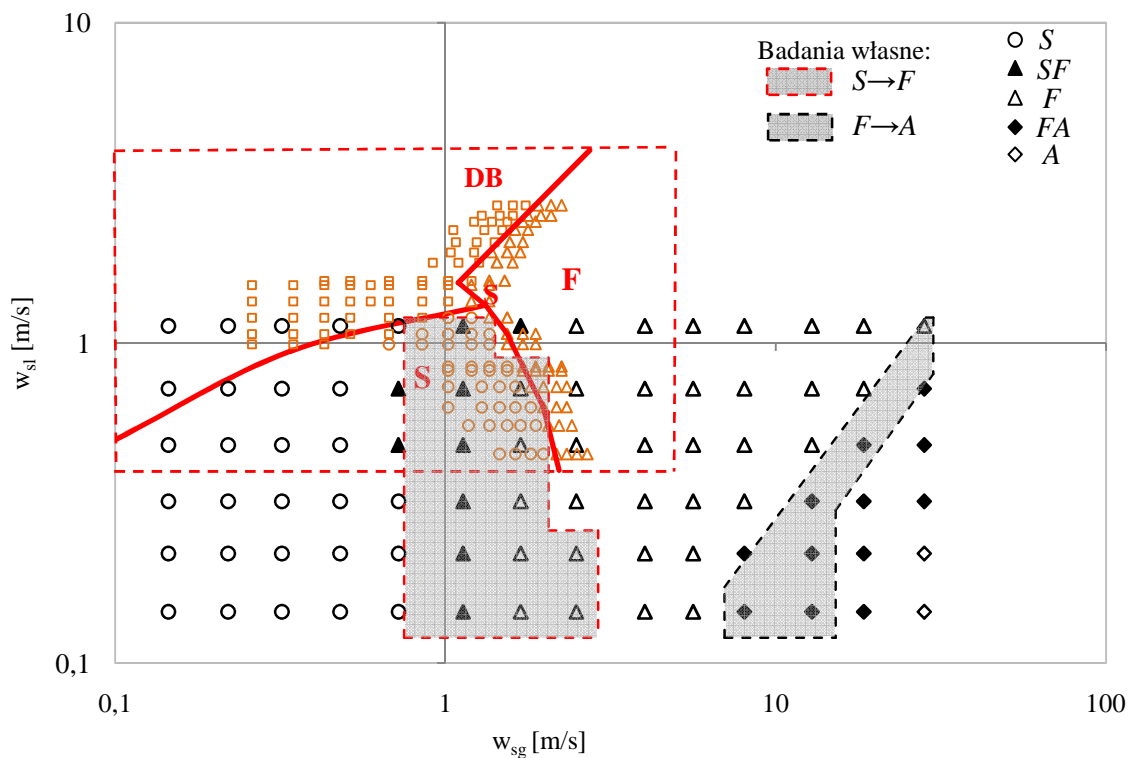 10
Badania własne:
S→F
F→A
S
SF
F
FA
A
DB
F
S
S
1
0,1
0,1
1
10
100
w_sl [m/s]
w_sg [m/s]